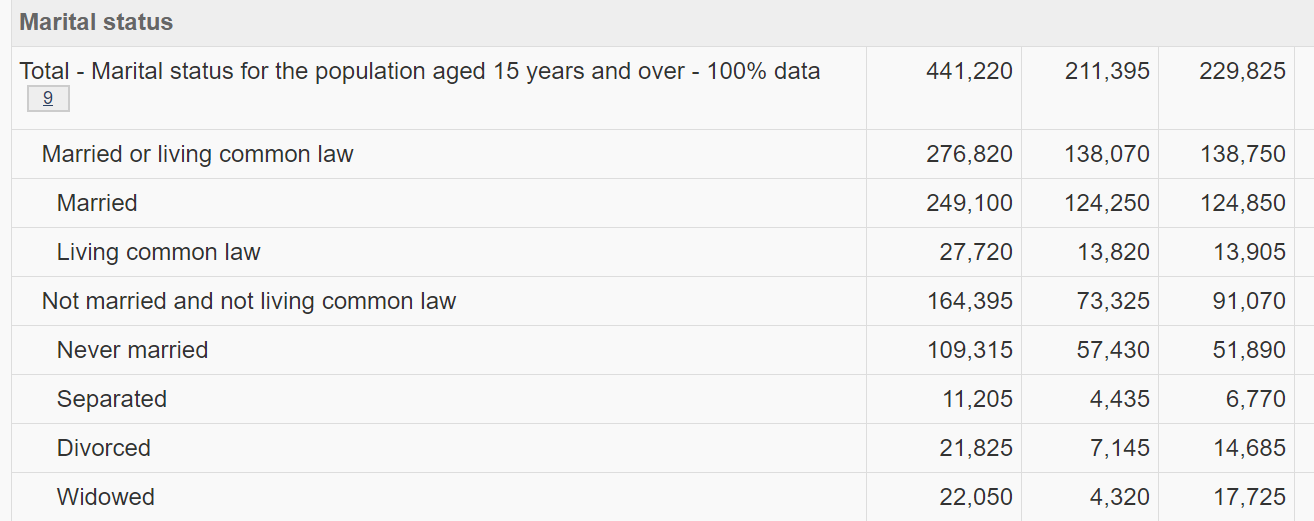 Marital status
Total - Marital status for the population aged 15 years and over - 100% data 441,220 211,395 229,825
9
Married or living common law 276,820 138,070 138,750
Married 249,100 124,250 124,850
Living common law 27,720 13,820 13,905
Not married and not living common law 164,395 73,325 91,070
Never married 109,315 57,430 51,890
Separated 11,205 4,435 6,770
Divorced 21,825 7,145 14,685
Widowed 22,050 4,320 17,725